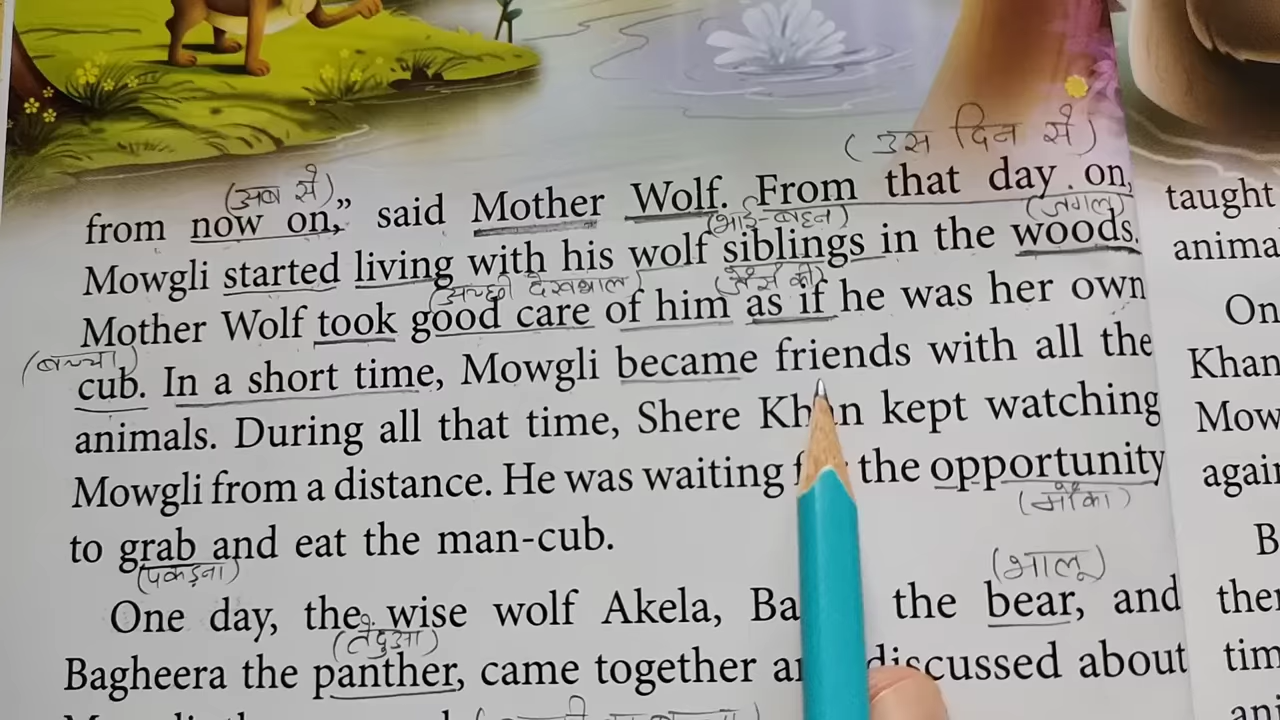 (उस दिन से)
(अब से)
from now on,” said Mother Wolf. From that day on,
(भाई-बहन) (जंगल)
Mowgli started living with his wolf siblings in the woods.
(अच्छी देखभाल) (जैसे की)
Mother Wolf took good care of him as if he was her own
(बच्चा)
cub. In a short time, Mowgli became friends with all the
animals. During all that time, Shere Khan kept watching
Mowgli from a distance. He was waiting the opportunity
(मौका)
to grab and eat the man-cub.
(पकड़ना) (भालू)
One day, the wise wolf Akela, Ba the bear, and
(तेंदुआ)
Bagheera the panther, came together discussed about
taught
On
Khan
Mow
B